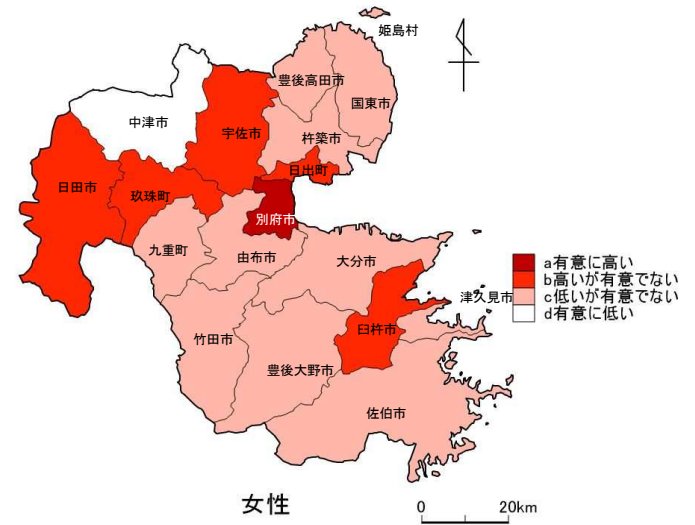 姫島村
豊後高田市
国東市
中津市
宇佐市
杵築市
日出町
日田市
玖珠町
別府市
九重町
由布市
大分市
a有意に高い
b高いが有意でない
c低いが有意でない
d有意に低い
津久見市
臼杵市
竹田市
豊後大野市
佐伯市
女性
0 20km